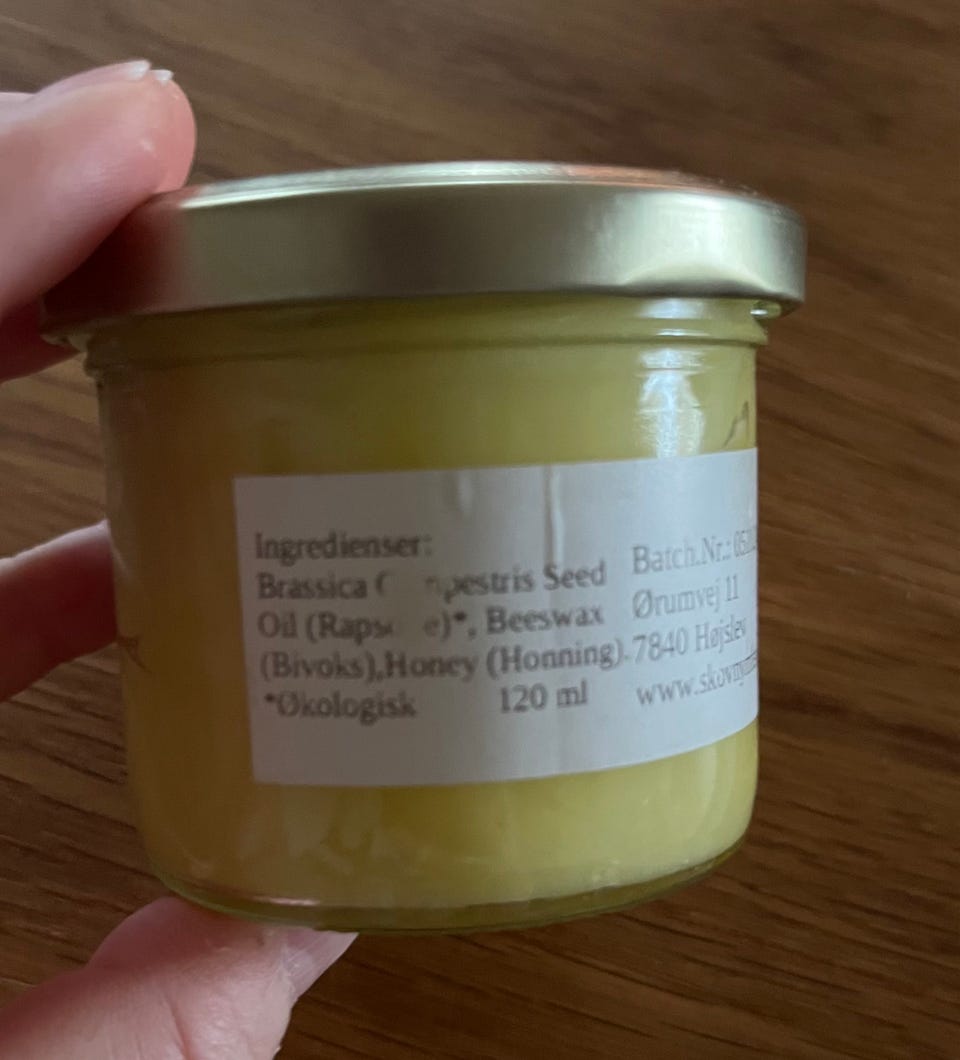 Ingredienser:
Brassica Seed
Oil *, Beeswax
(Bivoks),Honey (Honning).
*Økologisk 120 ml
Batch.Nr.:
Ørumvej 11
7840 Højslev